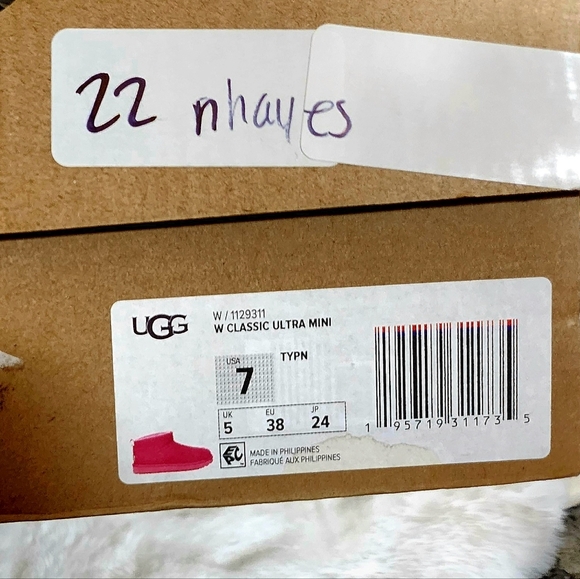 22 nhayes
UGG
W / 1129311
W CLASSIC ULTRA MINI
USA
7
TYPN
UK EU JP
5 38 24
MADE IN PHILIPPINES
FABRIQUÉ AUX PHILIPPINES
1 95719 31173 5